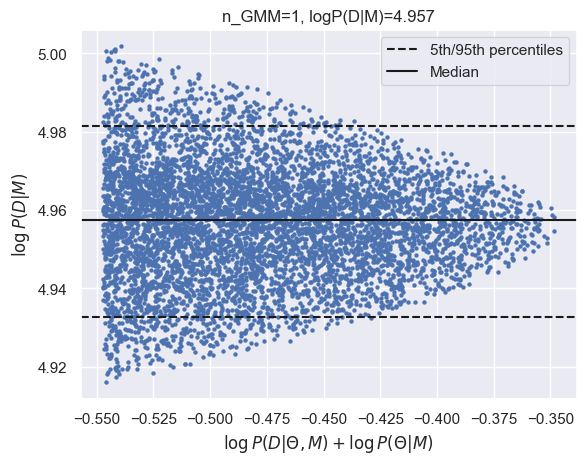 n_GMM=1, logP(D|M)=4.957
5th/95th percentiles
Median
5.00
4.98
4.96
4.94
4.92
log P(D|M)
−0.550 −0.525 −0.500 −0.475 −0.450 −0.425 −0.400 −0.375 −0.350
log P(D|Θ, M) + log P(Θ|M)